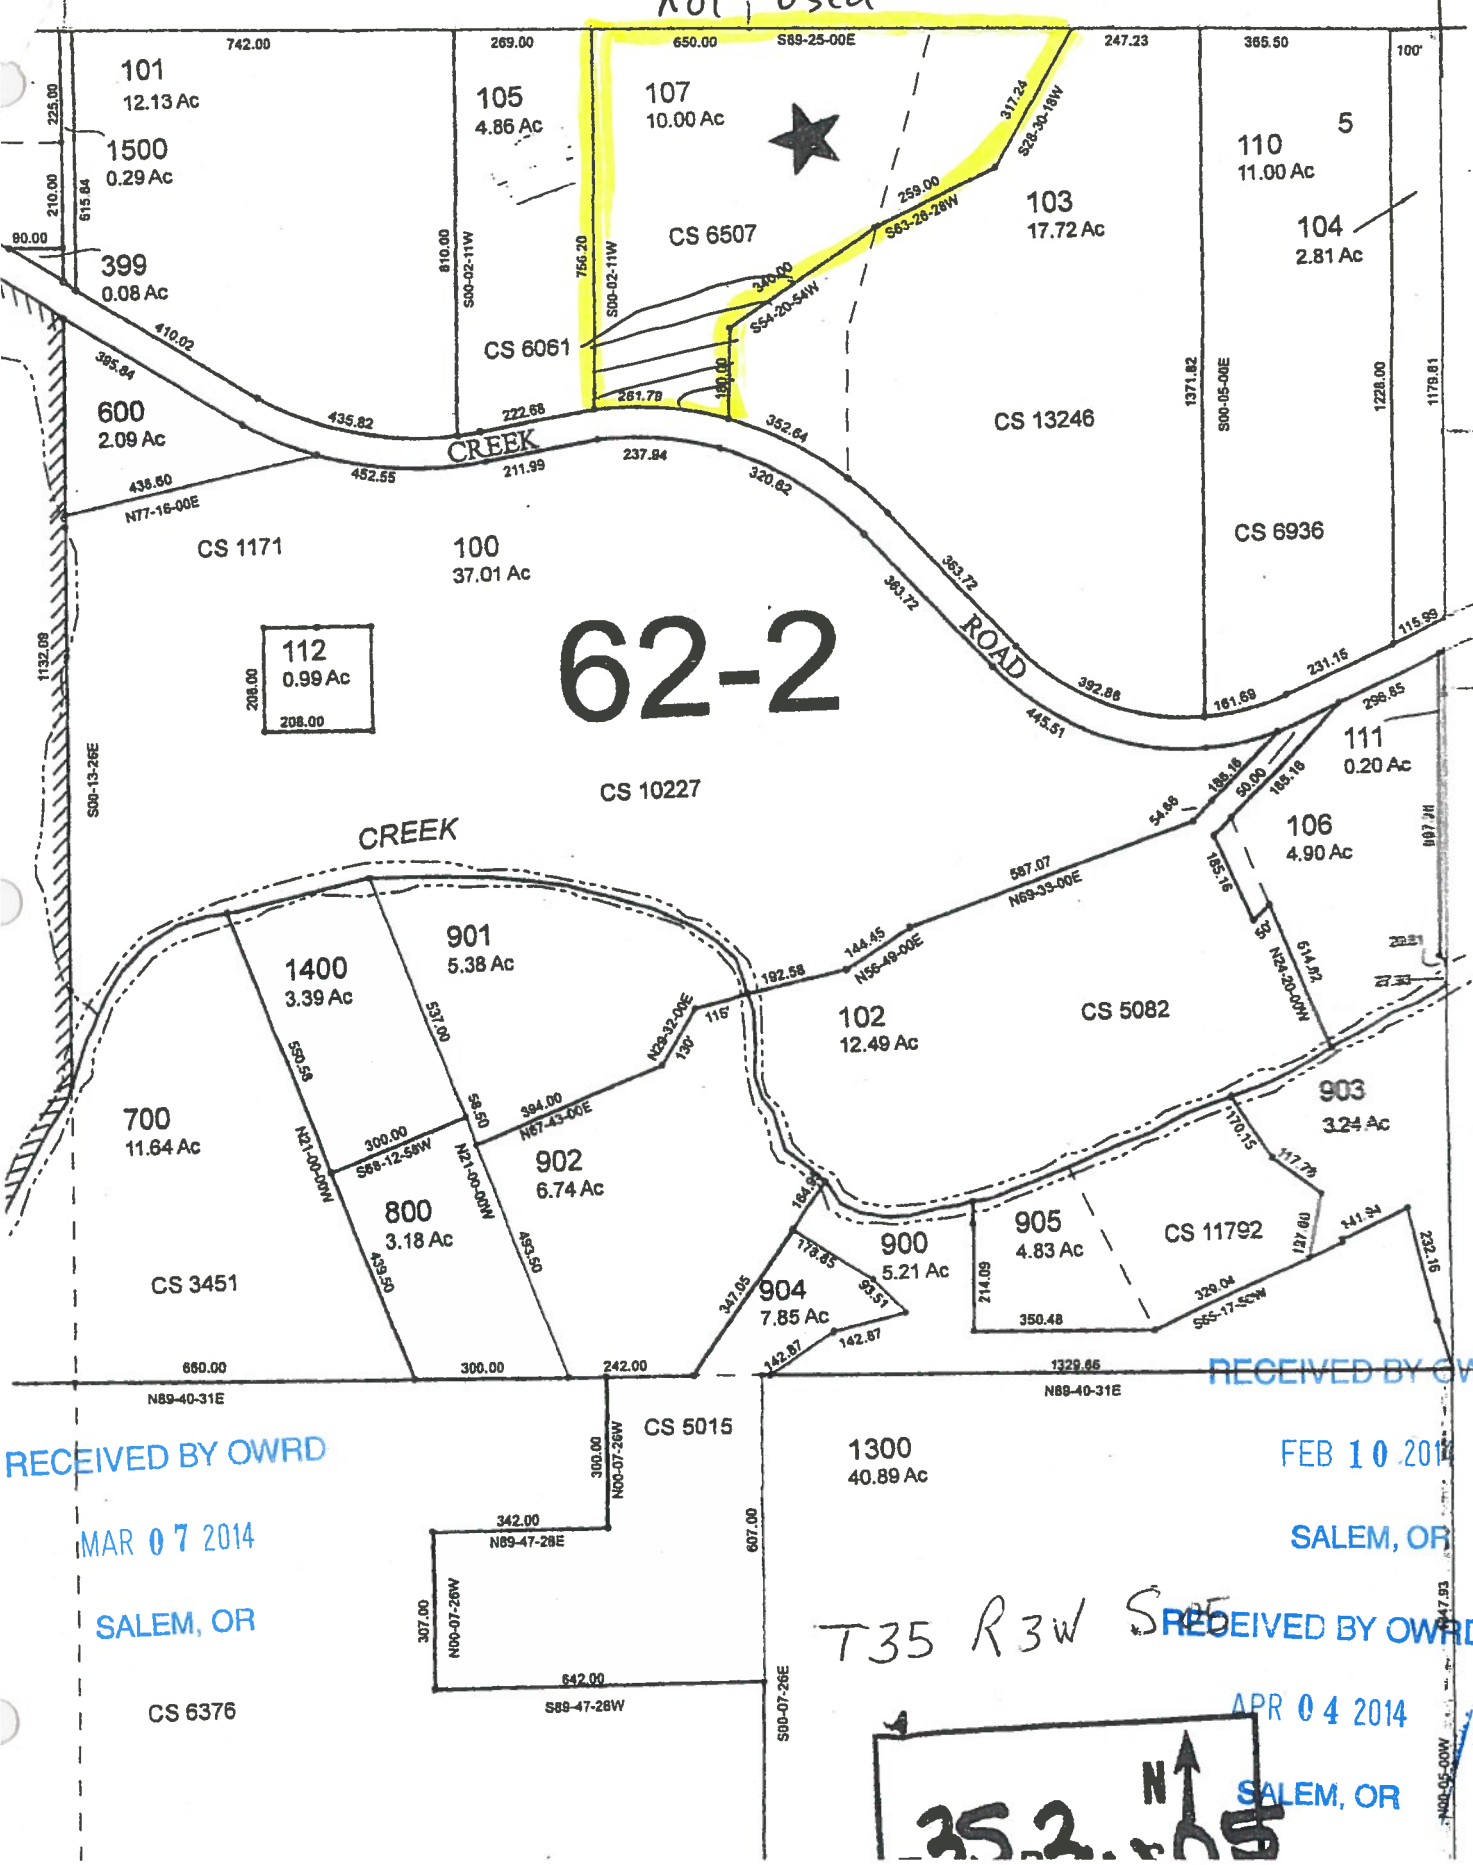 Not Used
742.00
269.00
650.00
S89-25-00E
247.23
365.50
100'
101
12.13 Ac
225.00
1500
0.29 Ac
210.00
615.84
90.00
399
0.08 Ac
105
4.86 Ac
107
10.00 Ac
317.24
S28-30-18W
5
110
11.00 Ac
259.00
S63-26-28W
103
17.72 Ac
104
2.81 Ac
CS 6507
810.00
S00-02-11W
756.20
S00-02-11W
340.00
S54-20-54W
410.02
395.84
CS 6061
180.00
261.79
1371.82
S00-05-00E
1228.00
1179.81
600
2.09 Ac
435.82
222.68
CREEK
352.64
CS 13246
452.55
211.99
237.94
320.62
438.60
N77-16-00E
CS 1171
100
37.01 Ac
CS 6936
363.72
363.72
ROAD
112
0.99 Ac
208.00
208.00
62-2
1132.09
S00-13-26E
392.86
445.51
161.69
231.15
115.99
296.85
111
0.20 Ac
CS 10227
185.16
50.00
185.16
54.66
CREEK
106
4.90 Ac
185.16
587.07
N69-33-00E
901
5.38 Ac
1400
3.39 Ac
144.45
N56-49-00E
192.58
614.82
N24-20-00W
537.00
N29-32-00E
115'
130'
102
12.49 Ac
CS 5082
550.58
58.50
394.00
N67-43-00E
700
11.64 Ac
300.00
S68-12-58W
N21-00-00W
N21-00-00W
902
6.74 Ac
903
3.24 Ac
170.15
117.78
800
3.18 Ac
439.50
493.50
178.85
900
5.21 Ac
93.51
905
4.83 Ac
CS 11792
127.60
141.94
232.16
214.09
CS 3451
347.05
904
7.85 Ac
142.87
142.87
350.48
329.04
660.00
300.00
242.00
1329.66
N89-40-31E
N89-40-31E
RECEIVED BY OW
CS 5015
300.00
N00-07-26W
1300
40.89 Ac
RECEIVED BY OWRD
FEB 10 2014
342.00
N89-47-28E
607.00
MAR 07 2014
SALEM, OR
307.00
N00-07-26W
SALEM, OR
T35 R3W S05
RECEIVED BY OWRD
642.00
S89-47-28W
S00-07-26E
CS 6376
APR 04 2014
N
SALEM, OR
N00-05-00W